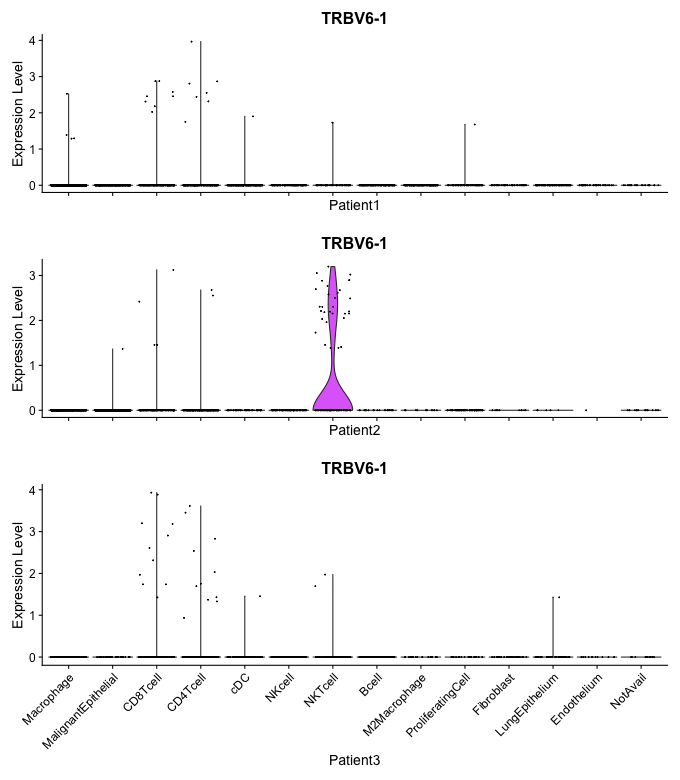 TRBV6-1
Expression Level
4
3
2
1
0
Patient1
TRBV6-1
Expression Level
3
2
1
0
Patient2
TRBV6-1
Expression Level
4
3
2
1
0
Macrophage
MalignantEpithelial
CD8Tcell
CD4Tcell
cDC
NKcell
NKTcell
Bcell
M2Macrophage
ProliferatingCell
Fibroblast
LungEpithelium
Endothelium
NotAvail
Patient3